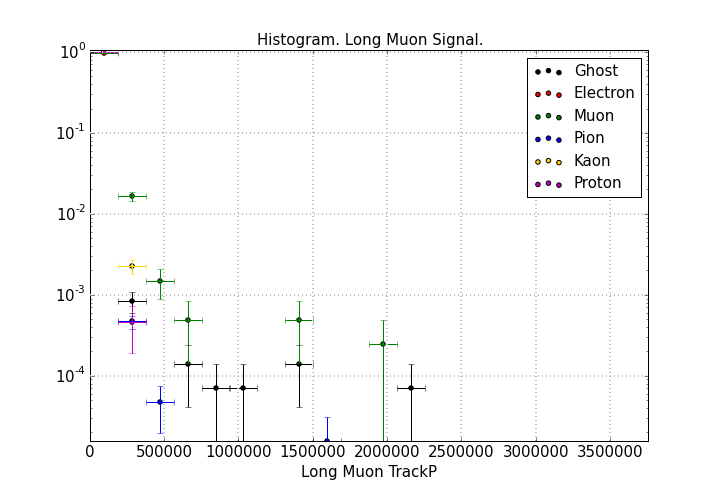 Histogram. Long Muon Signal.
10^0
10^-1
10^-2
10^-3
10^-4
Ghost
Electron
Muon
Pion
Kaon
Proton
0 500000 1000000 1500000 2000000 2500000 3000000 3500000
Long Muon TrackP